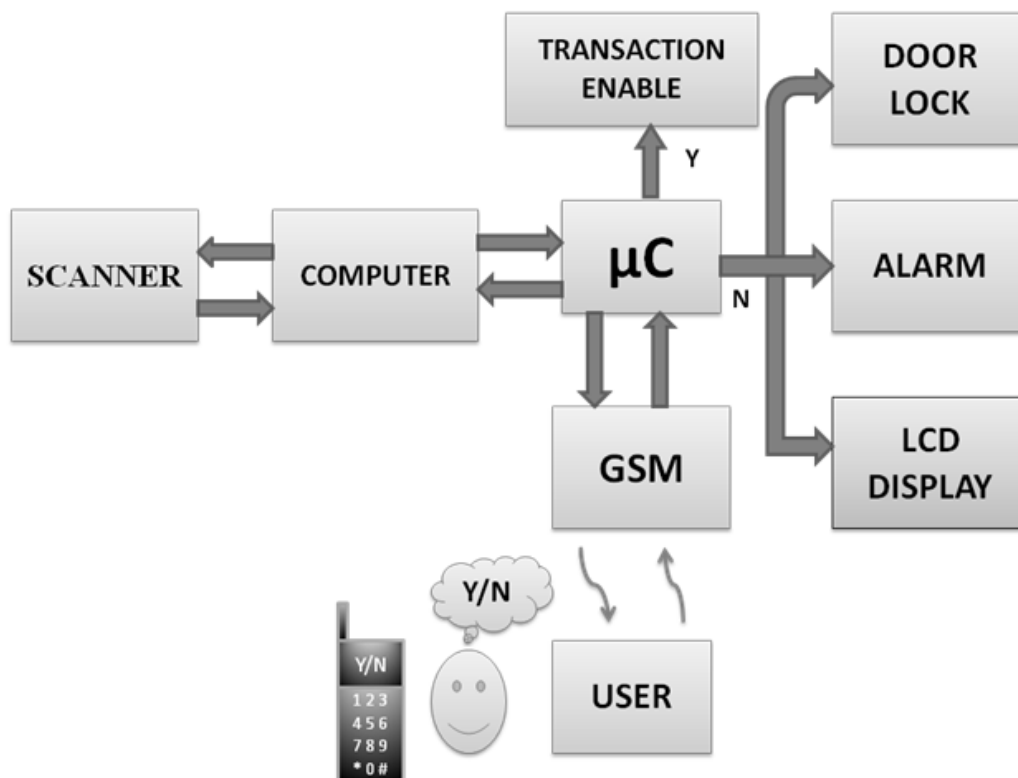 TRANSACTION
ENABLE
DOOR
LOCK
Y
SCANNER
COMPUTER
µC
N
ALARM
GSM
LCD
DISPLAY
Y/N
Y/N
1 2 3
4 5 6
7 8 9
* 0 #
USER